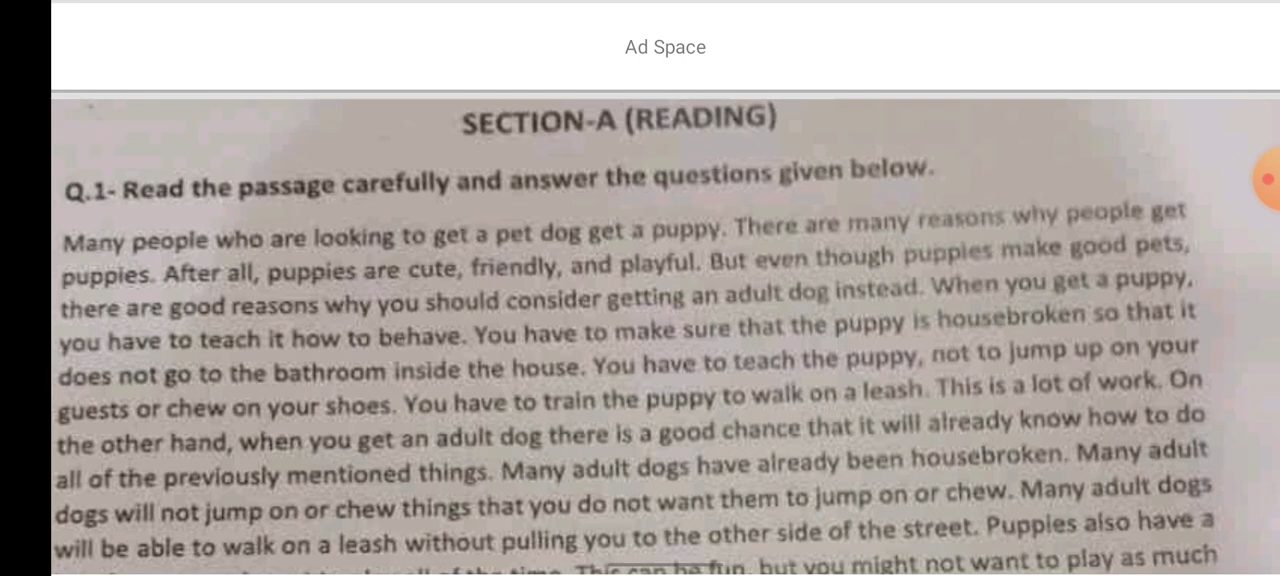 Ad Space
SECTION-A (READING)
Q.1- Read the passage carefully and answer the questions given below.
Many people who are looking to get a pet dog get a puppy. There are many reasons why people get
puppies. After all, puppies are cute, friendly, and playful. But even though puppies make good pets,
there are good reasons why you should consider getting an adult dog instead. When you get a puppy,
you have to teach it how to behave. You have to make sure that the puppy is housebroken so that it
does not go to the bathroom inside the house. You have to teach the puppy, not to jump up on your
guests or chew on your shoes. You have to train the puppy to walk on a leash. This is a lot of work. On
the other hand, when you get an adult dog there is a good chance that it will already know how to do
all of the previously mentioned things. Many adult dogs have already been housebroken. Many adult
dogs will not jump on or chew things that you do not want them to jump on or chew. Many adult dogs
will be able to walk on a leash without pulling you to the other side of the street. Puppies also have a
all of the time. This can be fun, but you might not want to play as much